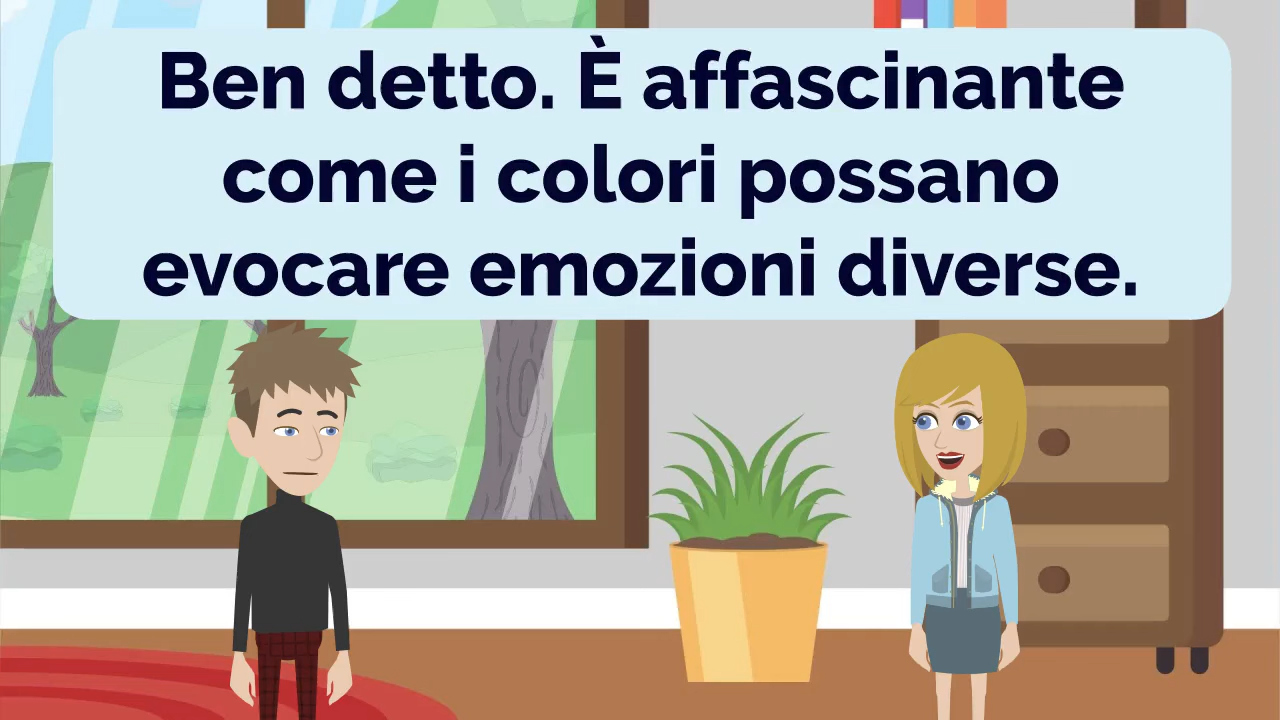 Ben detto. È affascinante
come i colori possano
evocare emozioni diverse.